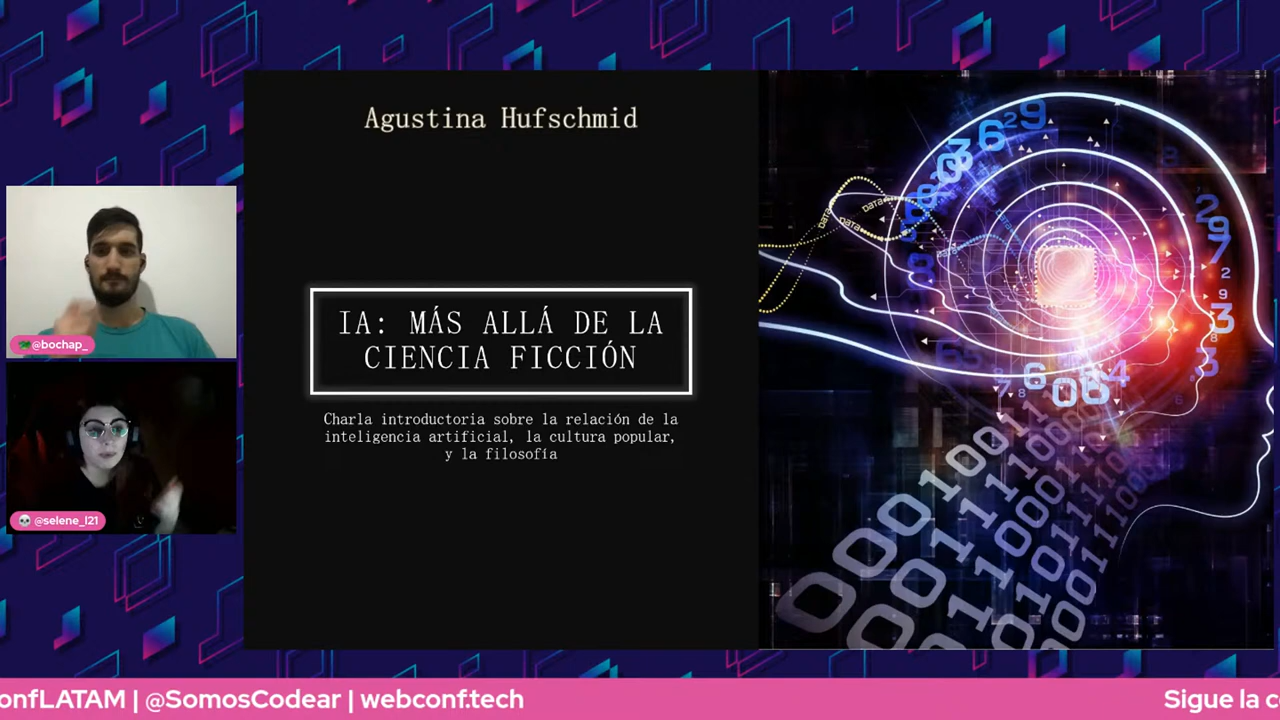 Agustina Hufschmid
IA: MÁS ALLÁ DE LA
CIENCIA FICCIÓN
Charla introductoria sobre la relación de la
inteligencia artificial, la cultura popular,
y la filosofía
@bochap_
@selene_l21
onfLATAM | @SomosCodear | webconf.tech
Sigue la c